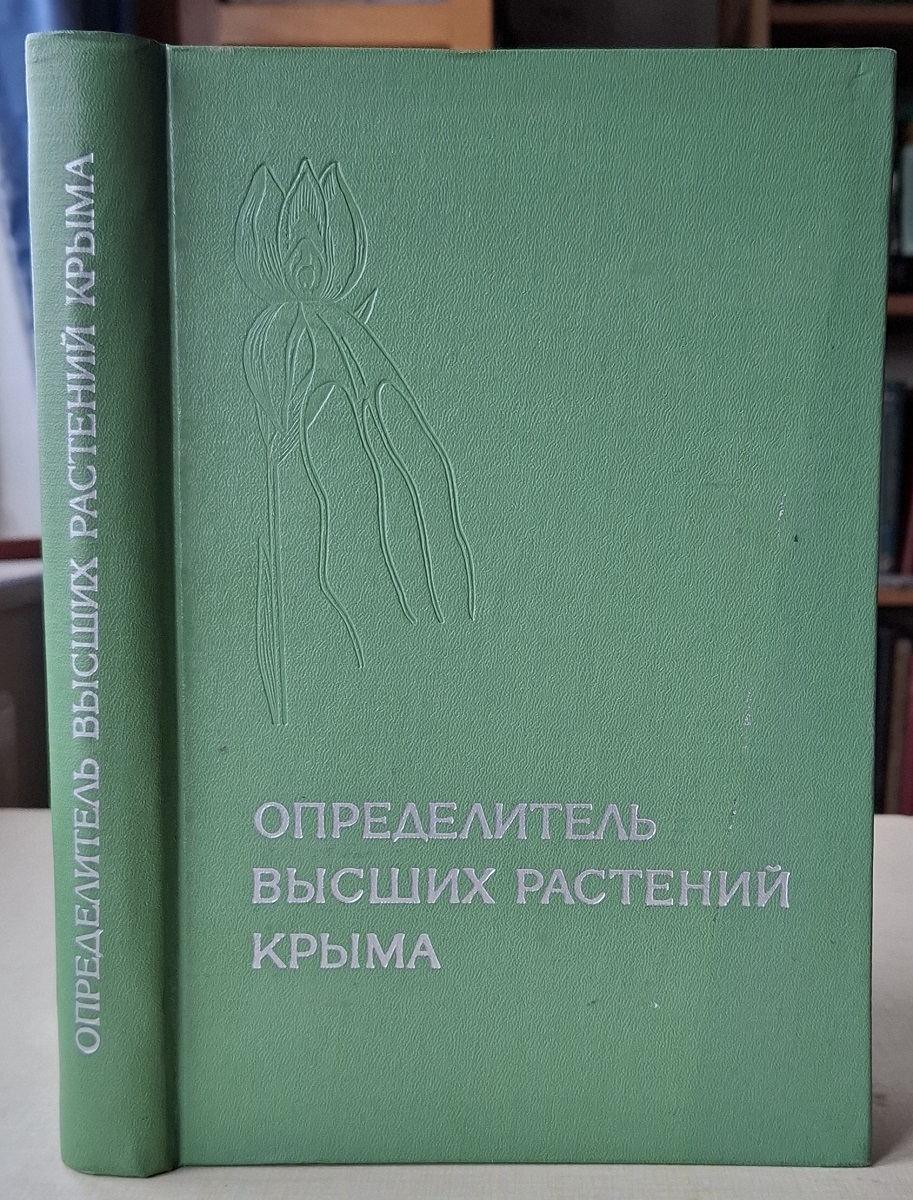 ОПРЕДЕЛИТЕЛЬ ВЫСШИХ РАСТЕНИЙ КРЫМА
ОПРЕДЕЛИТЕЛЬ
ВЫСШИХ РАСТЕНИЙ
КРЫМА